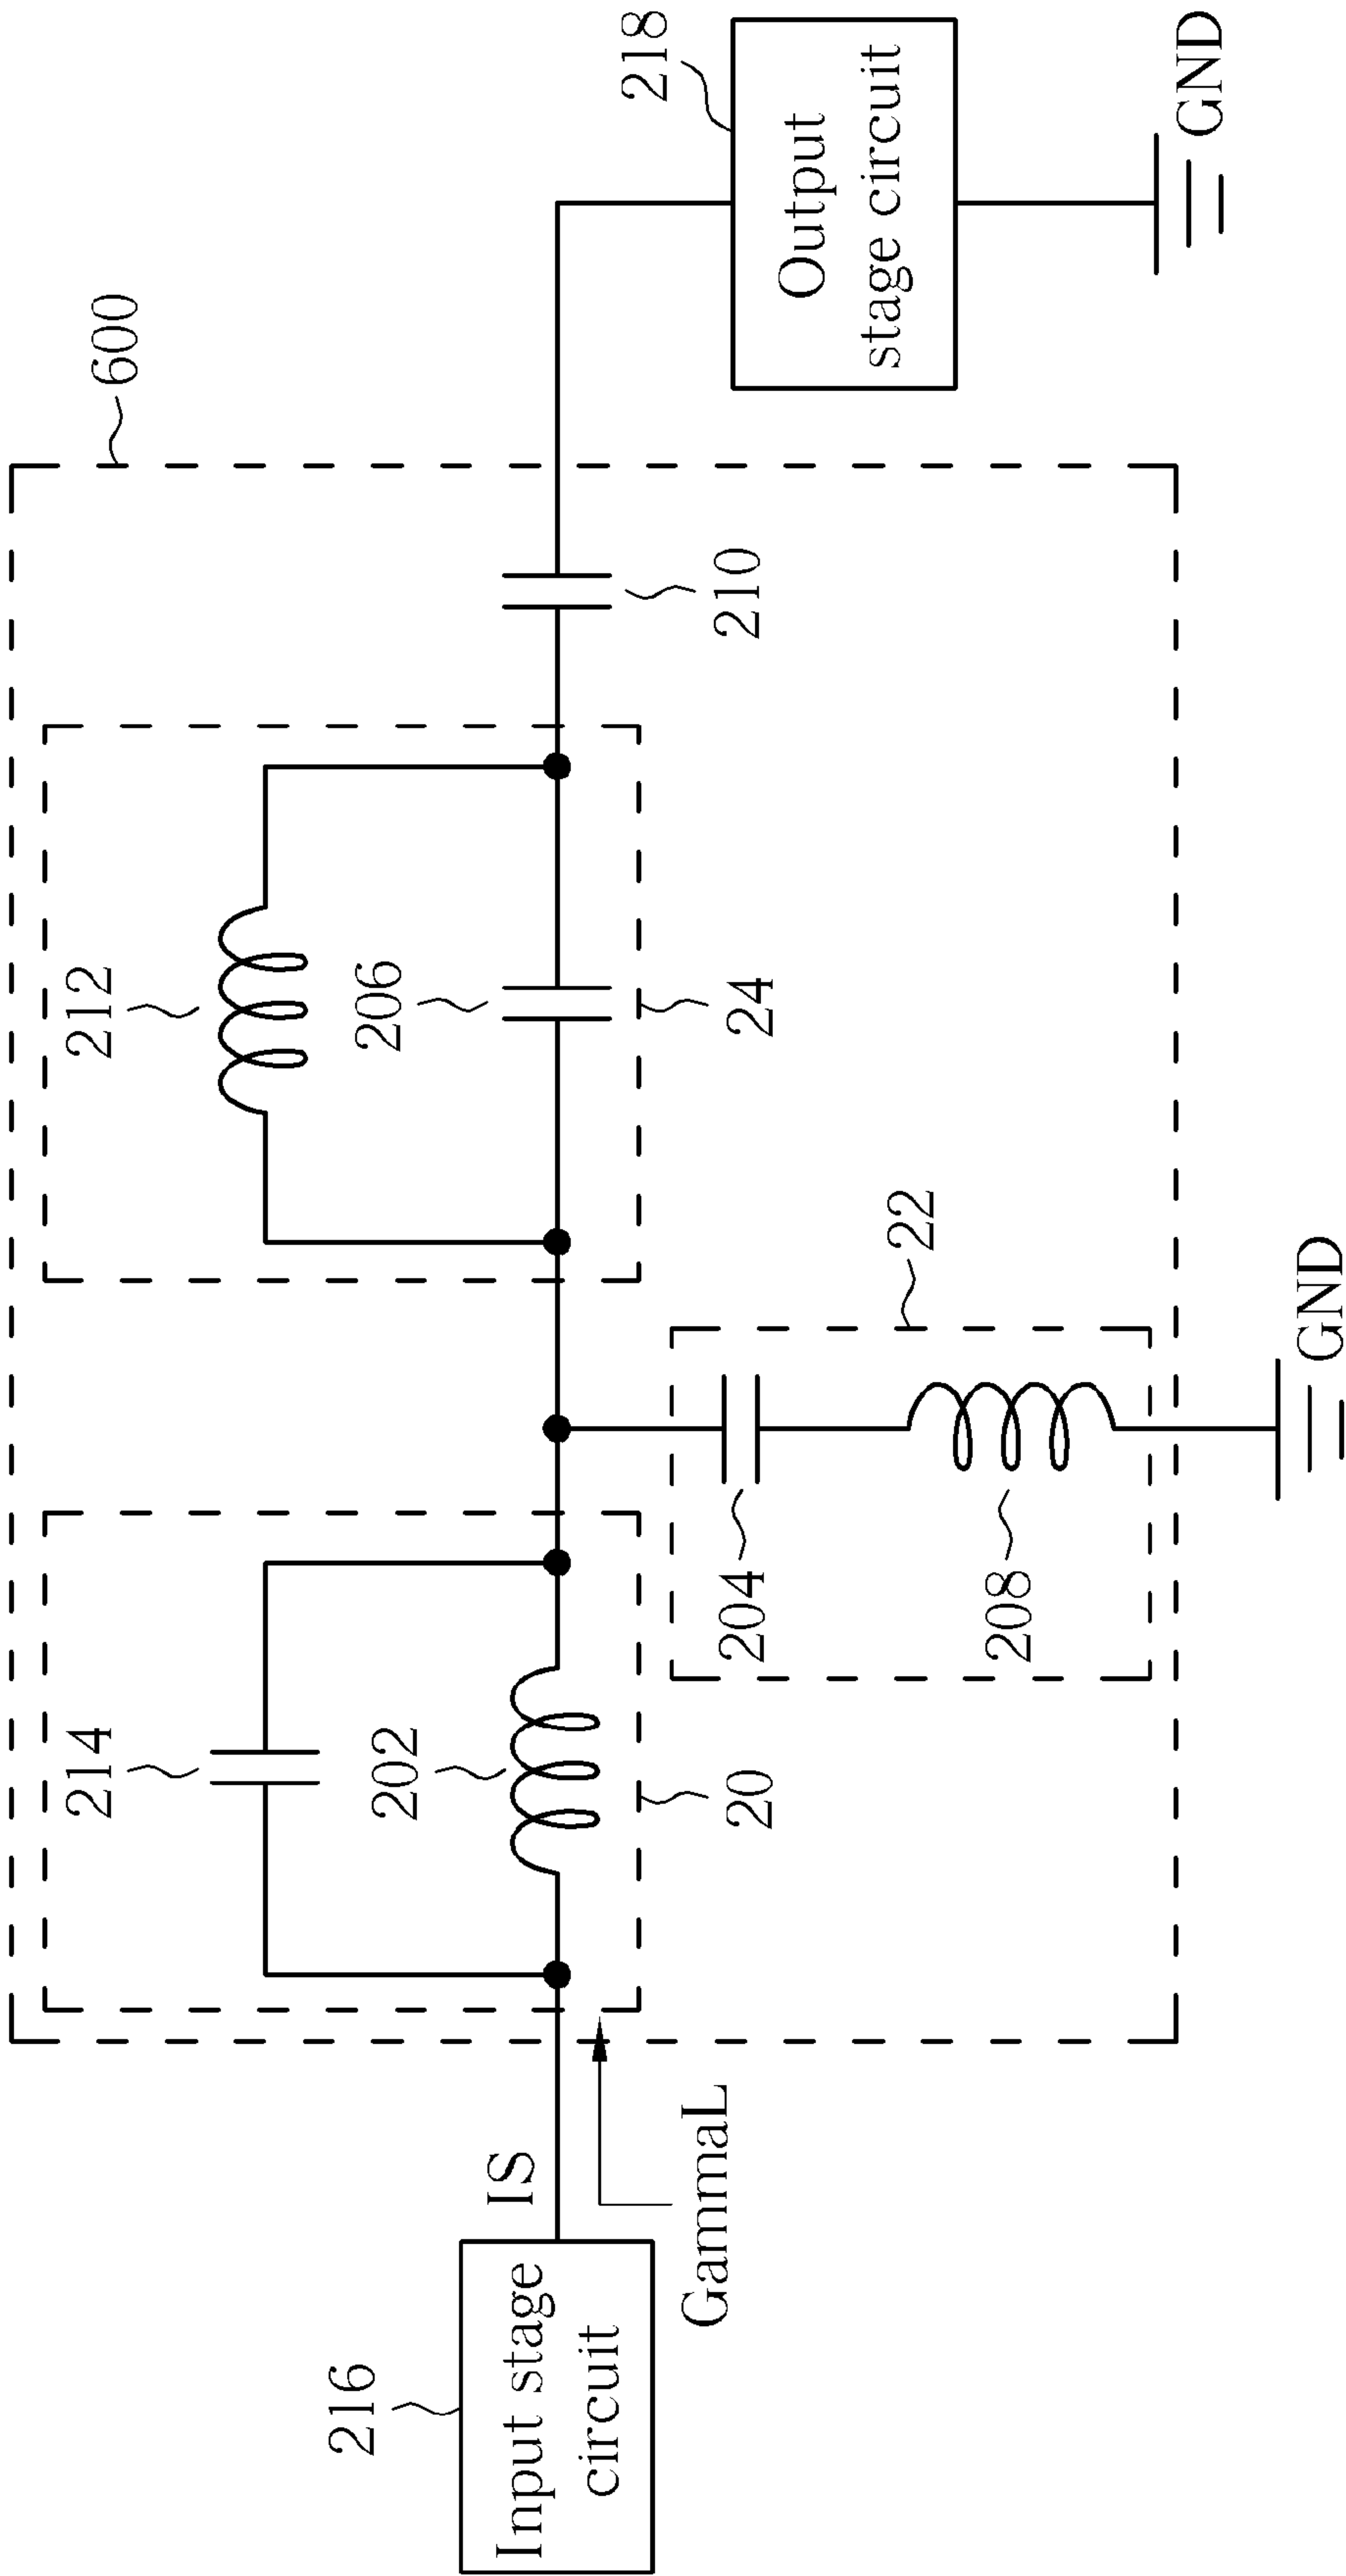 600
214
212
202
206
216
IS
Input stage
circuit
GammaL
20
24
210
218
Output
stage circuit
204
22
208
GND
GND